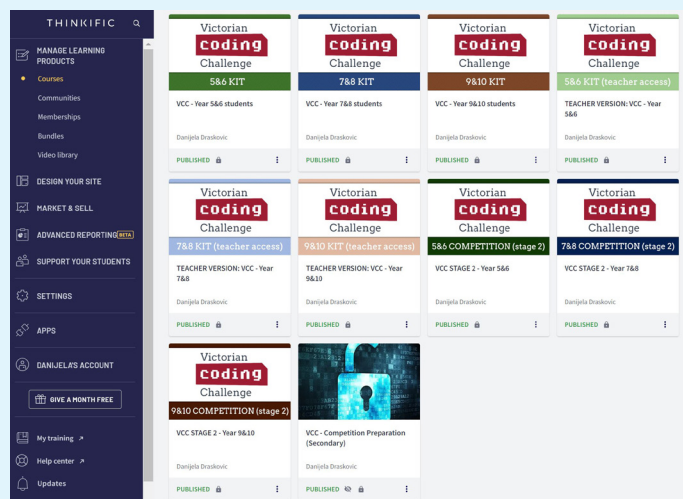 THINKIFIC
MANAGE LEARNING
PRODUCTS
Courses
Communities
Memberships
Bundles
Video library
DESIGN YOUR SITE
MARKET & SELL
ADVANCED REPORTING BETA
SUPPORT YOUR STUDENTS
SETTINGS
APPS
DANIJELA'S ACCOUNT
GIVE A MONTH FREE
My training
Help center
Updates
Victorian
coding
Challenge
5&6 KIT
VCC - Year 5&6 students
Danijela Draskovic
PUBLISHED
Victorian
coding
Challenge
7&8 KIT
VCC - Year 7&8 students
Danijela Draskovic
PUBLISHED
Victorian
coding
Challenge
9&10 KIT
VCC - Year 9&10 students
Danijela Draskovic
PUBLISHED
Victorian
coding
Challenge
5&6 KIT (teacher access)
TEACHER VERSION: VCC - Year
5&6
Danijela Draskovic
PUBLISHED
Victorian
coding
Challenge
7&8 KIT (teacher access)
TEACHER VERSION: VCC - Year
7&8
Danijela Draskovic
PUBLISHED
Victorian
coding
Challenge
9&10 KIT (teacher access)
TEACHER VERSION: VCC - Year
9&10
Danijela Draskovic
PUBLISHED
Victorian
coding
Challenge
5&6 COMPETITION (stage 2)
VCC STAGE 2 - Year 5&6
Danijela Draskovic
PUBLISHED
Victorian
coding
Challenge
7&8 COMPETITION (stage 2)
VCC STAGE 2 - Year 7&8
Danijela Draskovic
PUBLISHED
Victorian
coding
Challenge
9&10 COMPETITION (stage 2)
VCC STAGE 2 - Year 9&10
Danijela Draskovic
PUBLISHED
VCC - Competition Preparation
(Secondary)
Danijela Draskovic
PUBLISHED